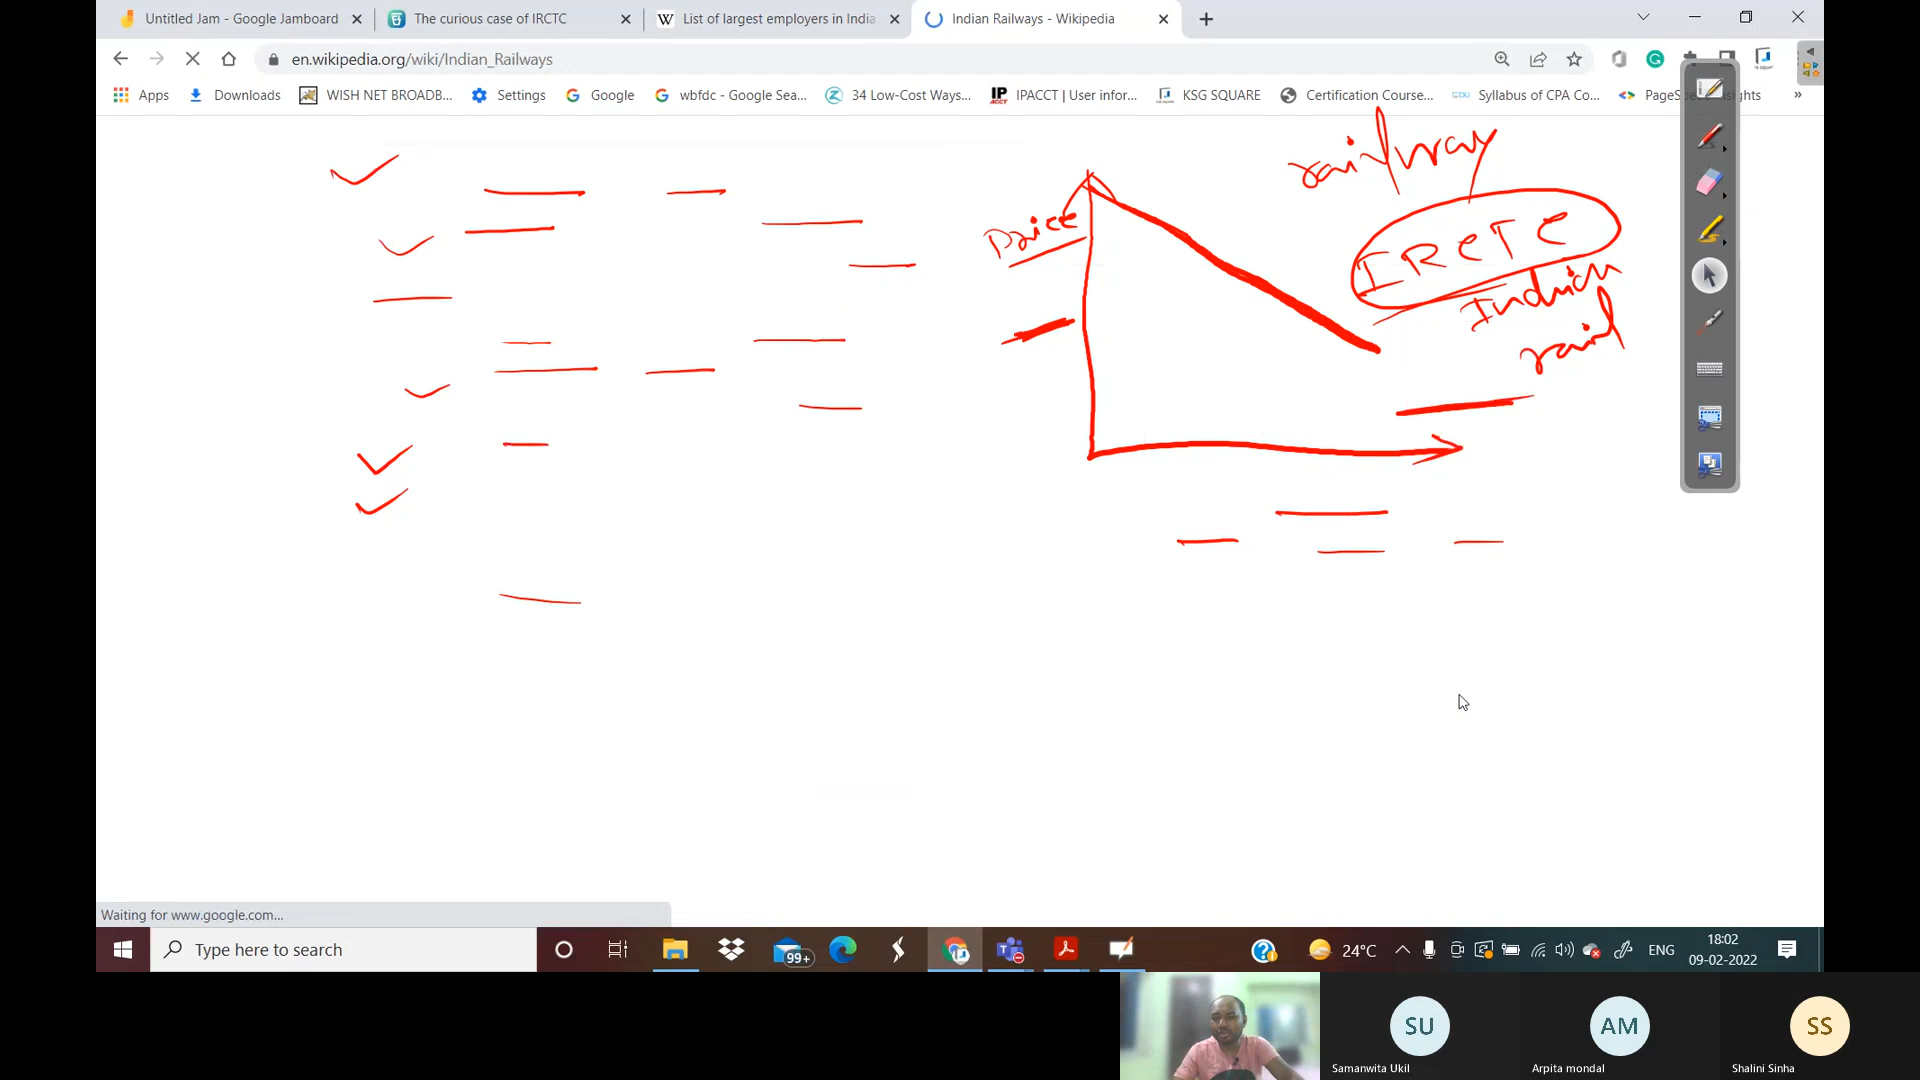 Untitled Jam - Google Jamboard
The curious case of IRCTC
List of largest employers in India
Indian Railways - Wikipedia
en.wikipedia.org/wiki/Indian_Railways
Apps
Downloads
WISH NET BROADB...
Settings
Google
wbfdc - Google Sea...
34 Low-Cost Ways...
IPACCT | User infor...
KSG SQUARE
Certification Course...
Syllabus of CPA Co...
railway
Price
IRCTC
Indian
rail
Waiting for www.google.com...
Type here to search
99+
24°C
ENG
18:02
09-02-2022
SU
AM
SS
Samanwita Ukil
Arpita mondal
Shalini Sinha